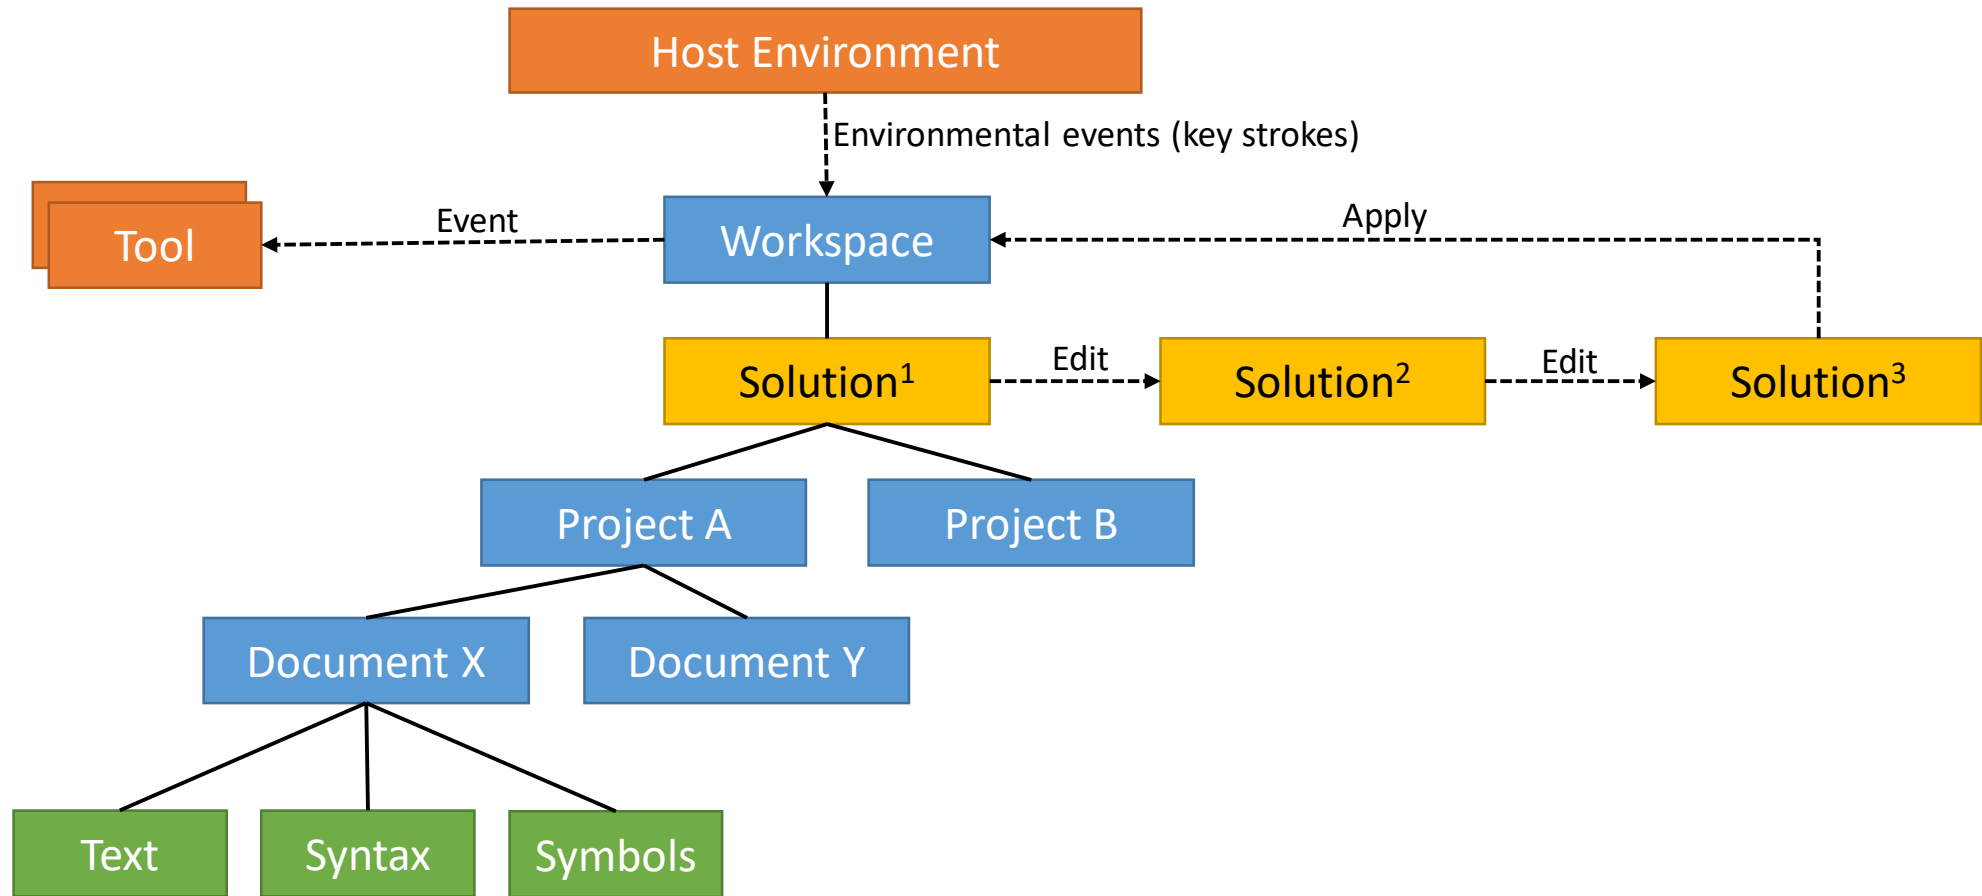 Host Environment
Environmental events (key strokes)
Tool
Event
Workspace
Apply
Solution¹
Edit
Solution²
Edit
Solution³
Project A
Project B
Document X
Document Y
Text
Syntax
Symbols